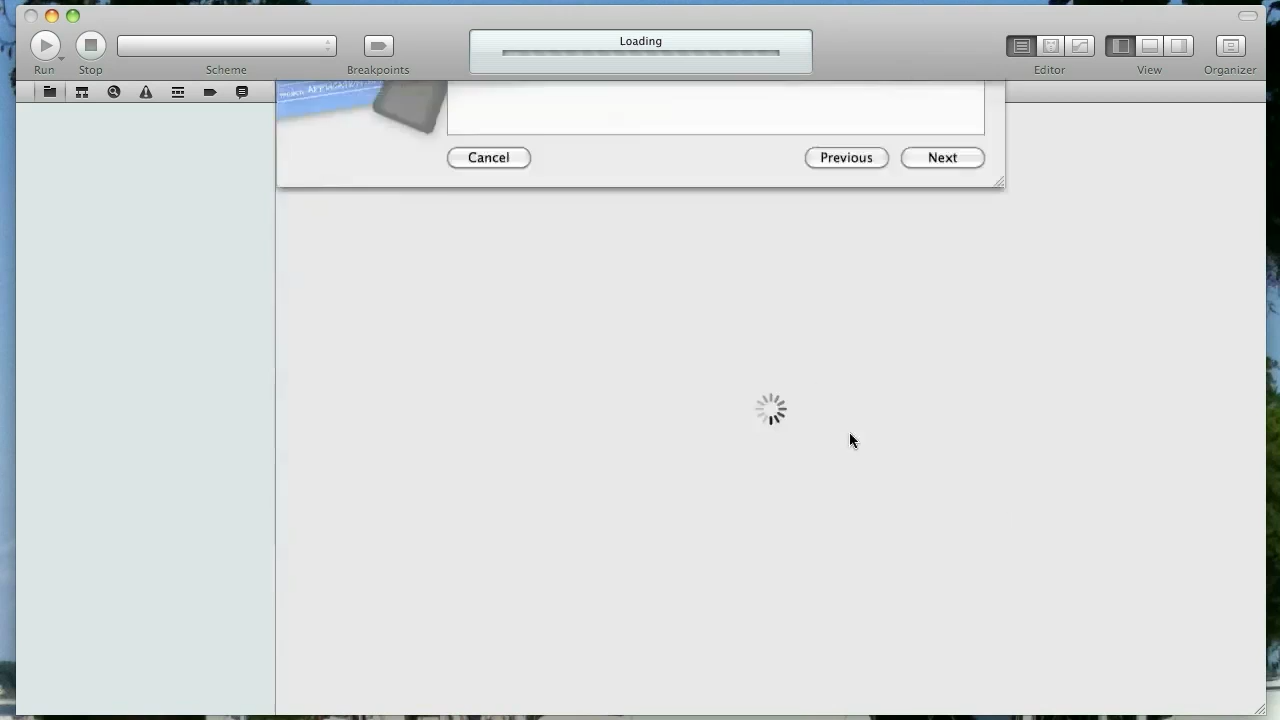 Loading
Run
Stop
Scheme
Breakpoints
Editor
View
Organizer
Cancel
Previous
Next